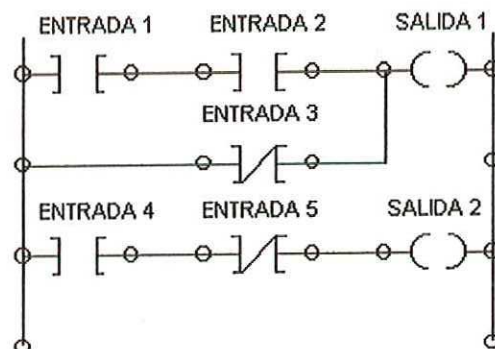 ENTRADA 1 ENTRADA 2 SALIDA 1
ENTRADA 3
ENTRADA 4 ENTRADA 5 SALIDA 2